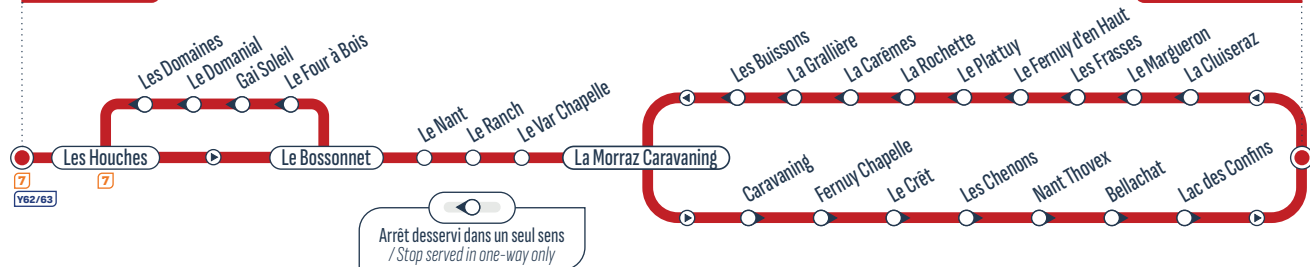 Les Domaines
Le Domanial
Gai Soleil
Le Four à Bois
Les Houches
Le Bossonnet
7
7
Y62/63
Le Nant
Le Ranch
Le Var Chapelle
La Morraz Caravaning
Les Buissons
La Grallière
La Carêmes
La Rochette
Le Plattuy
Le Fernuy d'en Haut
Les Frasses
Le Margueron
La Cluiseraz
Caravaning
Fernuy Chapelle
Le Crêt
Les Chenons
Nant Thovex
Bellachat
Lac des Confins
Arrêt desservi dans un seul sens
/ Stop served in one-way only